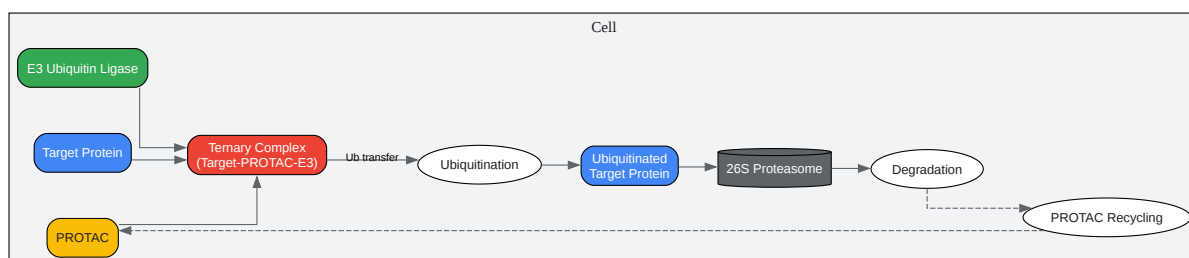 Cell
E3 Ubiquitin Ligase
Target Protein
PROTAC
Ternary Complex
(Target-PROTAC-E3)
Ub transfer
Ubiquitination
Ubiquitinated
Target Protein
26S Proteasome
Degradation
PROTAC Recycling